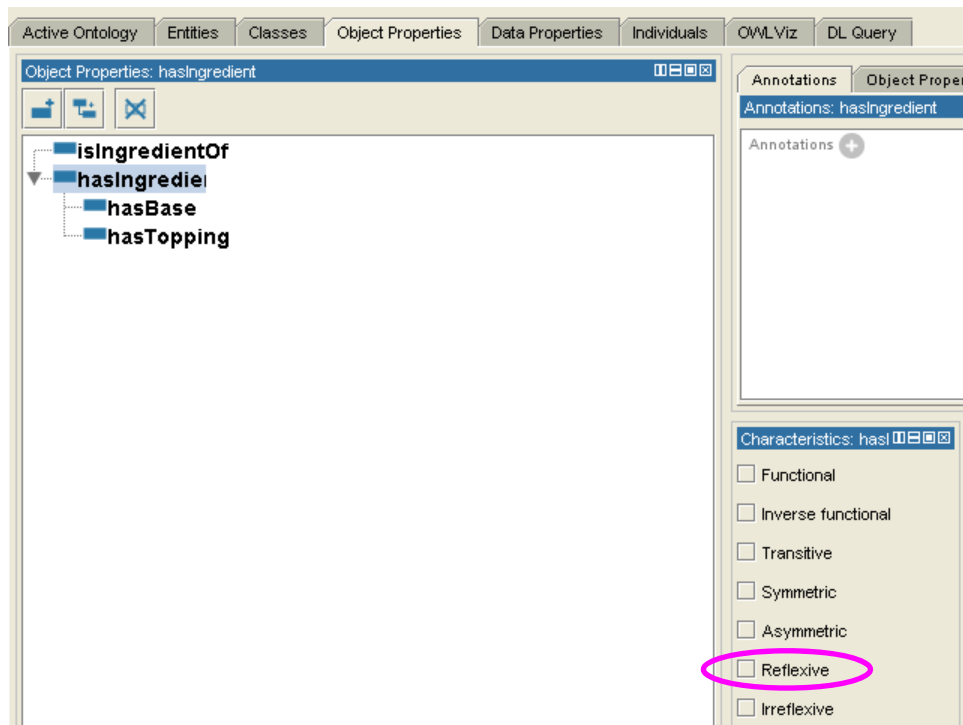 Active Ontology Entities Classes Object Properties Data Properties Individuals OWLViz DL Query
Object Properties: hasIngredient
isIngredientOf
hasIngredie
hasBase
hasTopping
Annotations Object Proper
Annotations: hasIngredient
Annotations
Characteristics: hasI
Functional
Inverse functional
Transitive
Symmetric
Asymmetric
Reflexive
Irreflexive